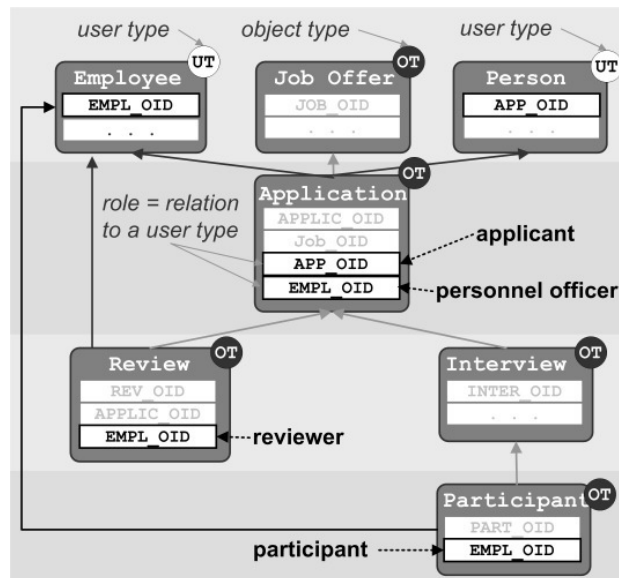 user type
object type
user type
UT
OT
UT
Employee
Job Offer
Person
EMPL_OID
JOB_OID
APP_OID
. . .
. . .
. . .
OT
Application
role = relation
to a user type
APPLIC_OID
Job_OID
APP_OID
applicant
EMPL_OID
personnel officer
OT
OT
Review
Interview
REV_OID
INTER_OID
APPLIC_OID
. . .
EMPL_OID
reviewer
OT
Participant
PART_OID
participant
EMPL_OID